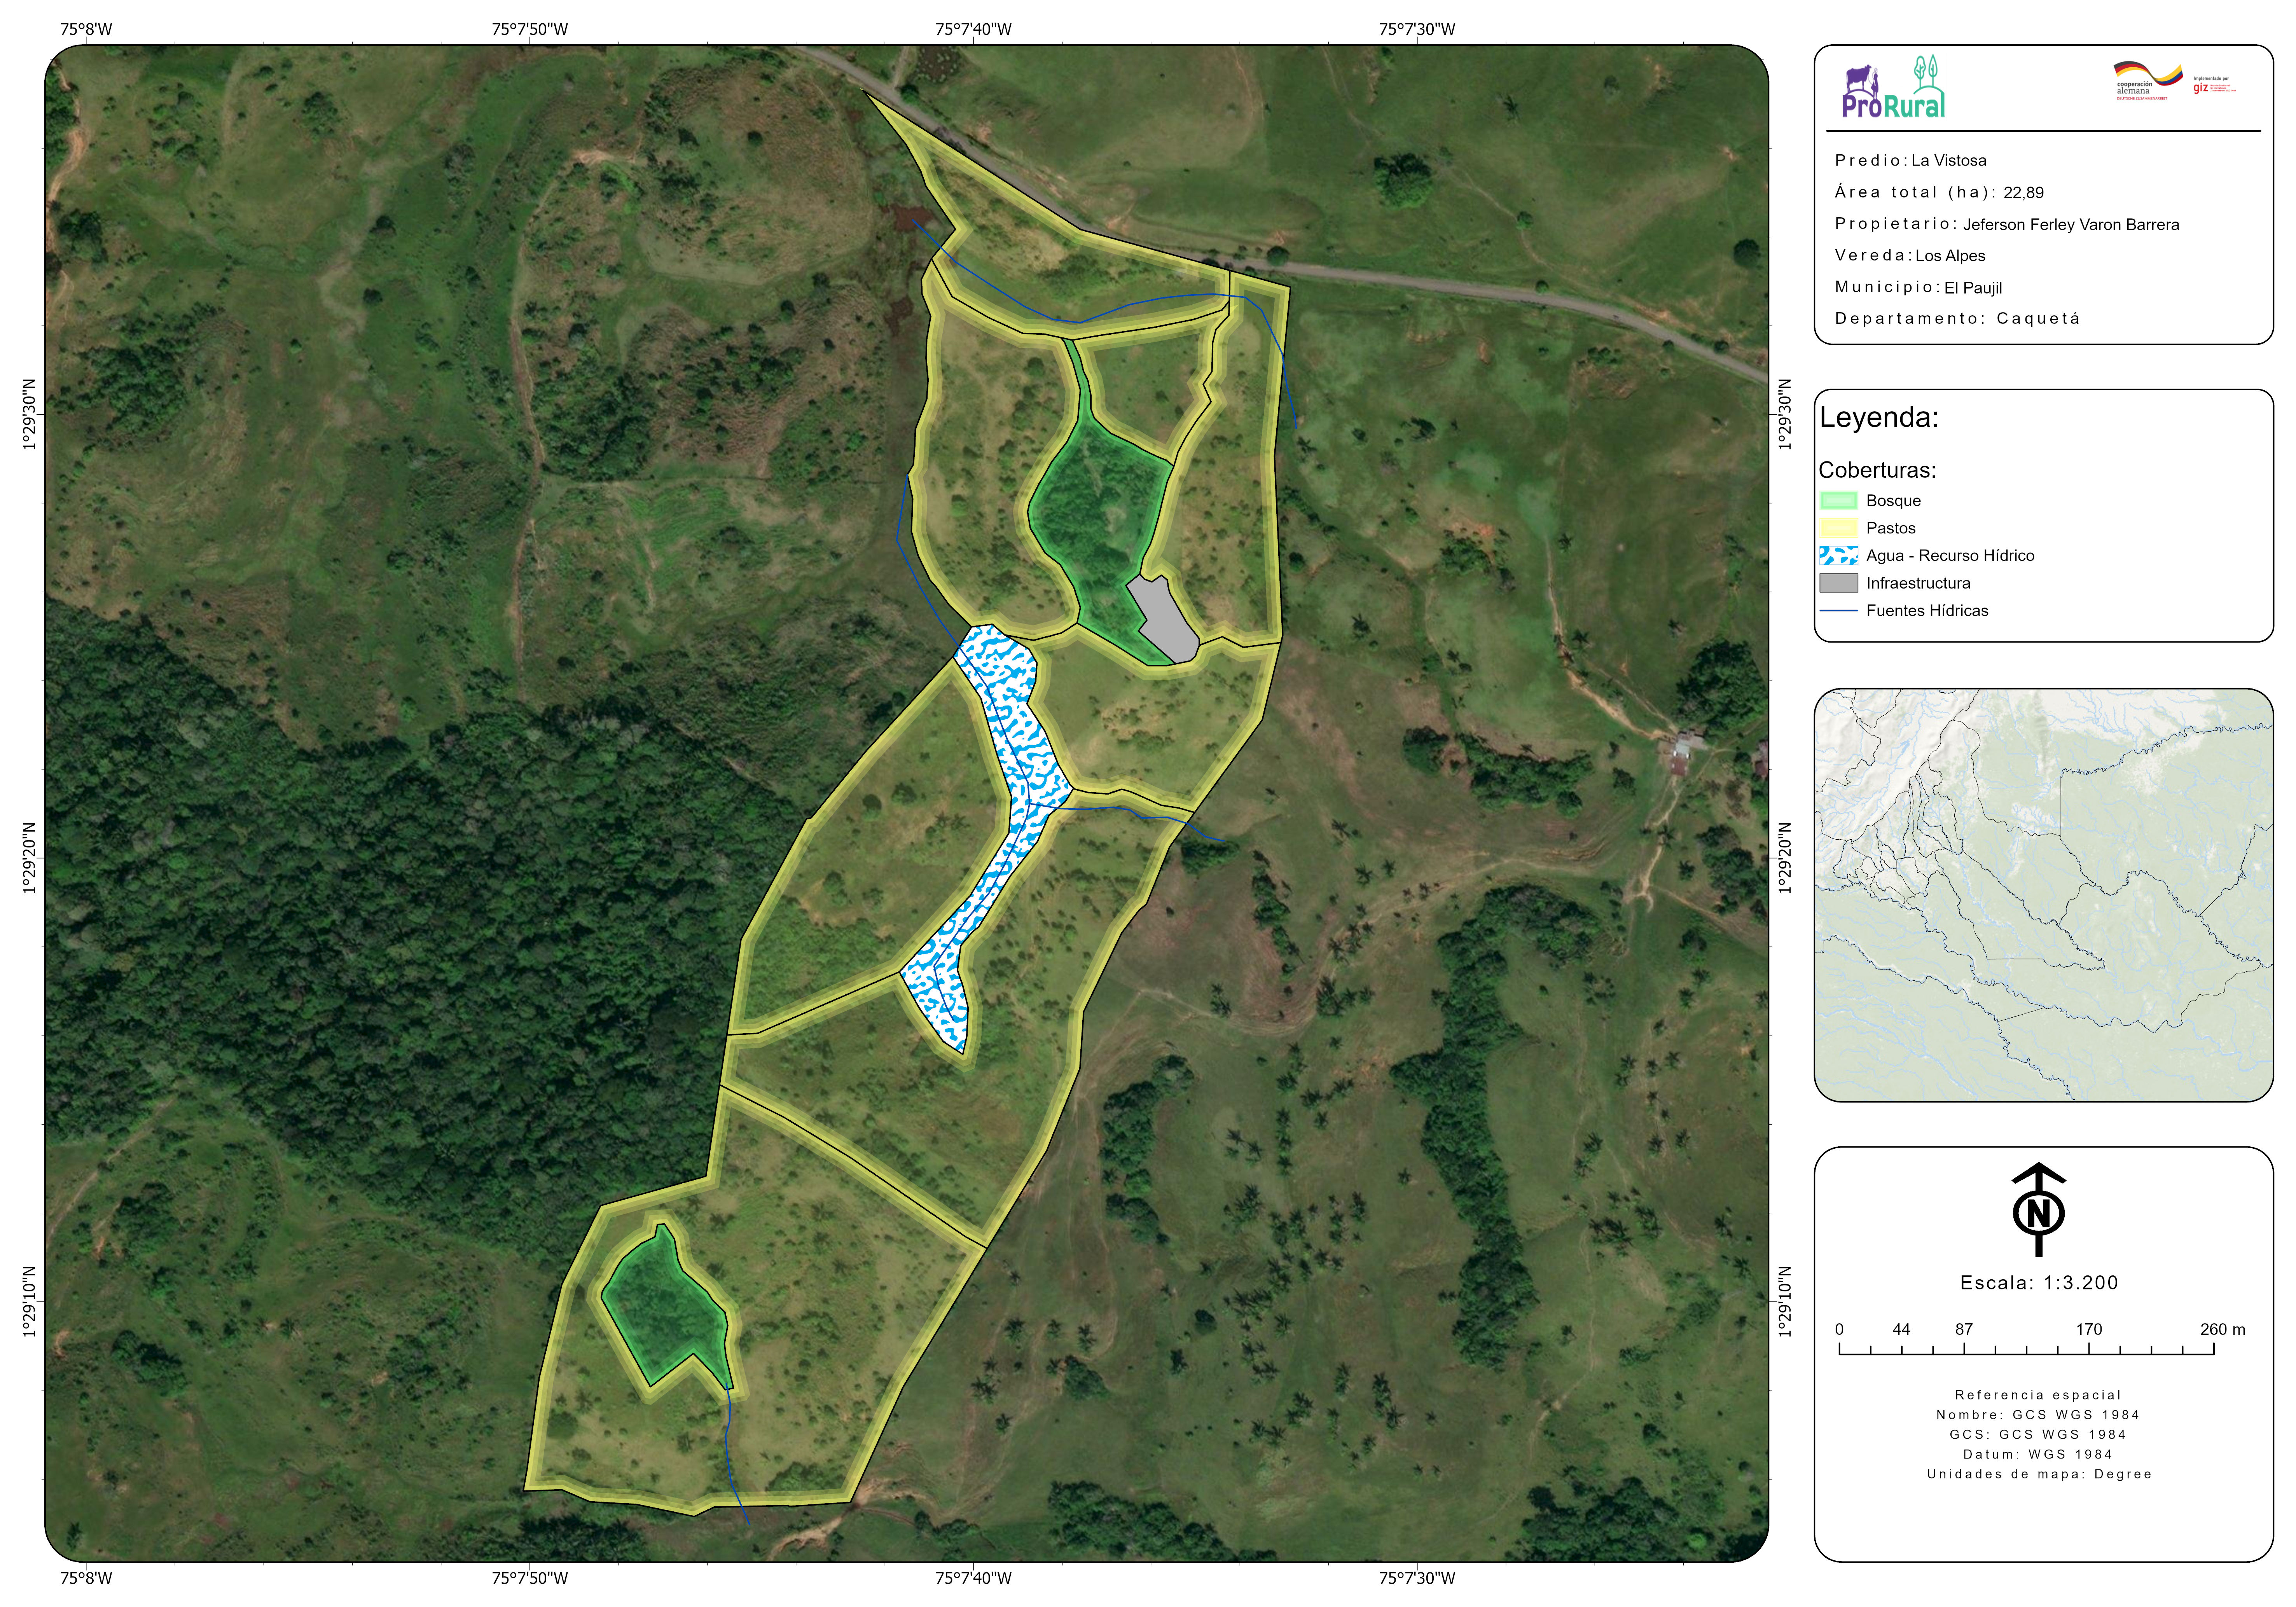 75°8'W 75°7'50"W 75°7'40"W 75°7'30"W
1°29'30"N
1°29'20"N
1°29'10"N
1°29'30"N
1°29'20"N
1°29'10"N
75°8'W 75°7'50"W 75°7'40"W 75°7'30"W
ProRural
cooperación
alemana
DEUTSCHE ZUSAMMENARBEIT
Implementada por
giz
Predio: La Vistosa
Área total (ha): 22,89
Propietario: Jeferson Ferley Varon Barrera
Vereda: Los Alpes
Municipio: El Paujil
Departamento: Caquetá
Leyenda:
Coberturas:
Bosque
Pastos
Agua - Recurso Hídrico
Infraestructura
Fuentes Hídricas
N
Escala: 1:3.200
0 44 87 170 260 m
Referencia espacial
Nombre: GCS WGS 1984
GCS: GCS WGS 1984
Datum: WGS 1984
Unidades de mapa: Degree